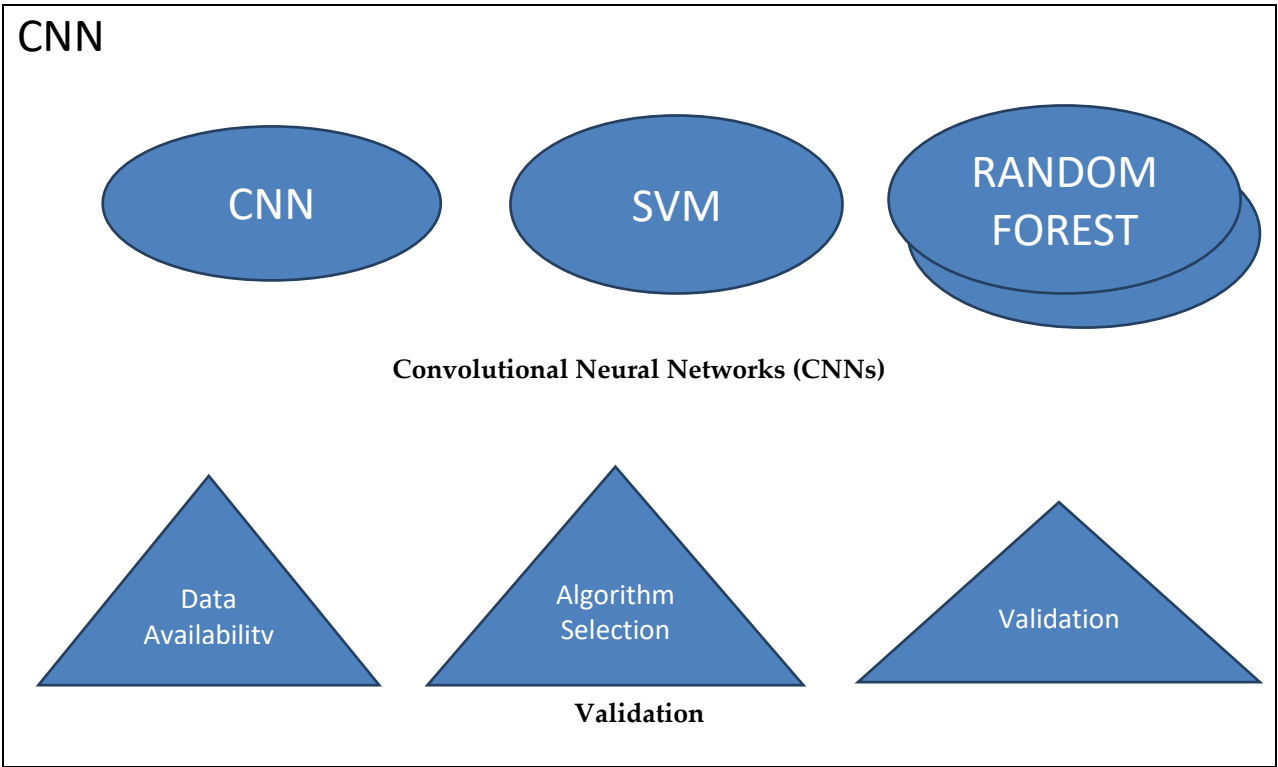 CNN
CNN
SVM
RANDOM
FOREST
Convolutional Neural Networks (CNNs)
Data
Availability
Algorithm
Selection
Validation
Validation